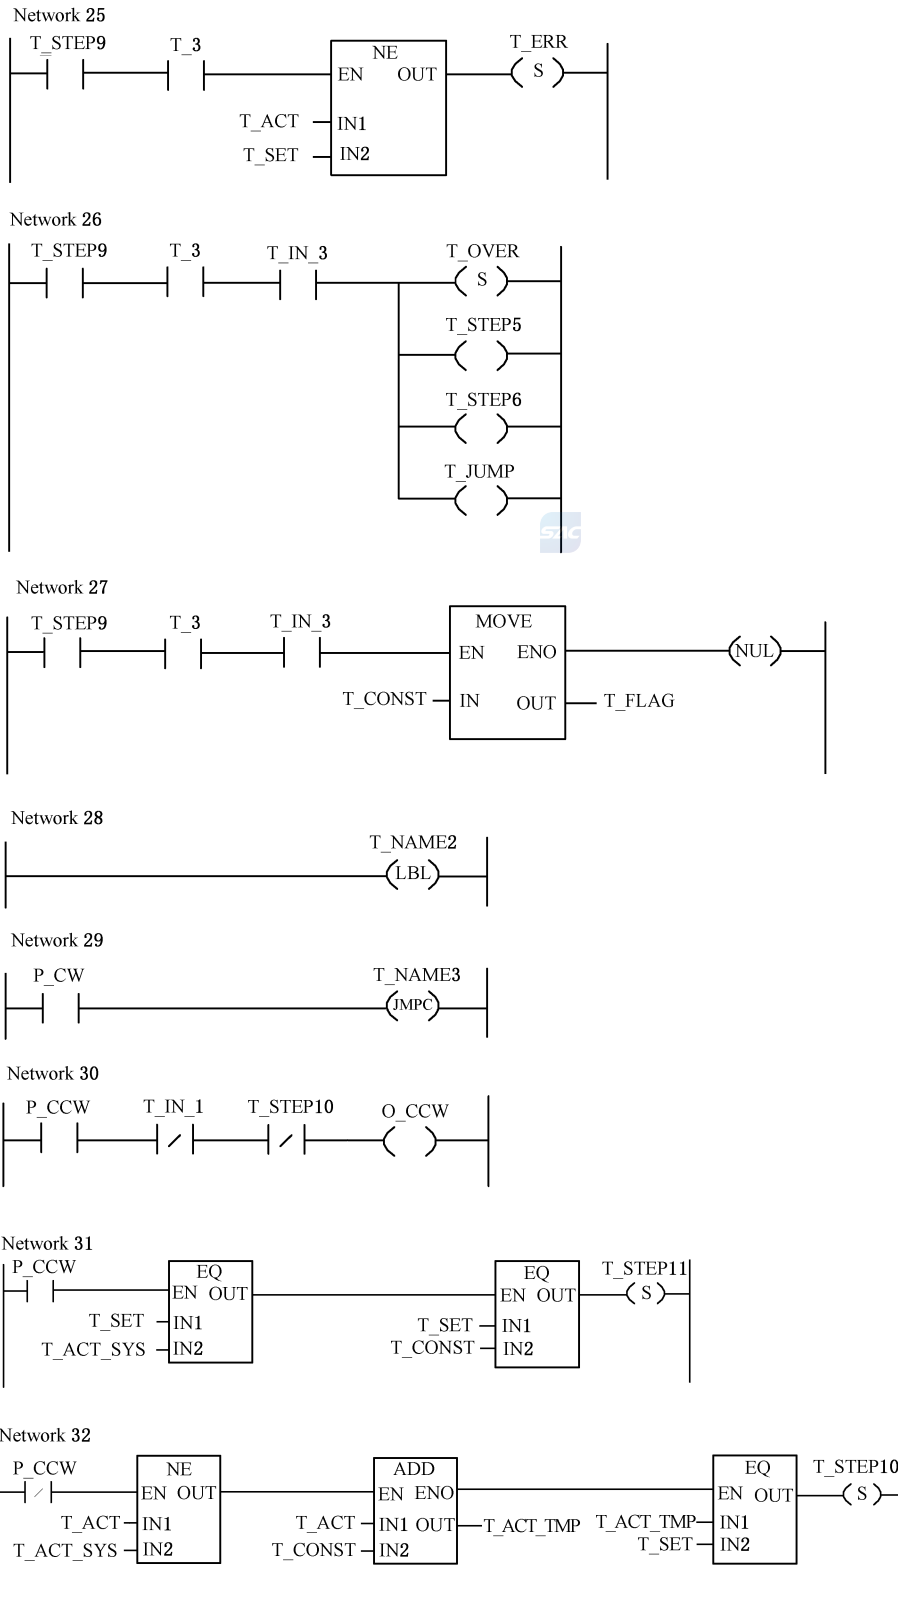 Network 25
T_STEP9 T_3 T_ERR
NE
EN OUT S
T_ACT IN1
T_SET IN2
Network 26
T_STEP9 T_3 T_IN_3 T_OVER
S
T_STEP5
T_STEP6
T_JUMP
SAC
Network 27
T_STEP9 T_3 T_IN_3 MOVE
EN ENO NUL
T_CONST IN OUT T_FLAG
Network 28
T_NAME2
LBL
Network 29
P_CW T_NAME3
JMPC
Network 30
P_CCW T_IN_1 T_STEP10 O_CCW
Network 31
P_CCW EQ EQ T_STEP11
EN OUT EN OUT S
T_SET IN1 T_SET IN1
T_ACT_SYS IN2 T_CONST IN2
Network 32
P_CCW NE ADD EQ T_STEP10
EN OUT EN ENO EN OUT S
T_ACT IN1 T_ACT IN1 OUT T_ACT_TMP T_ACT_TMP IN1
T_ACT_SYS IN2 T_CONST IN2 T_SET IN2